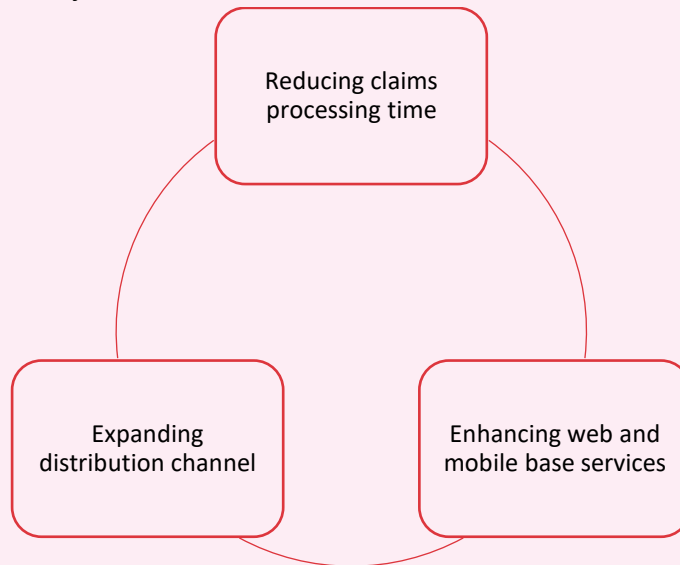 Reducing claims
processing time
Expanding
distribution channel
Enhancing web and
mobile base services